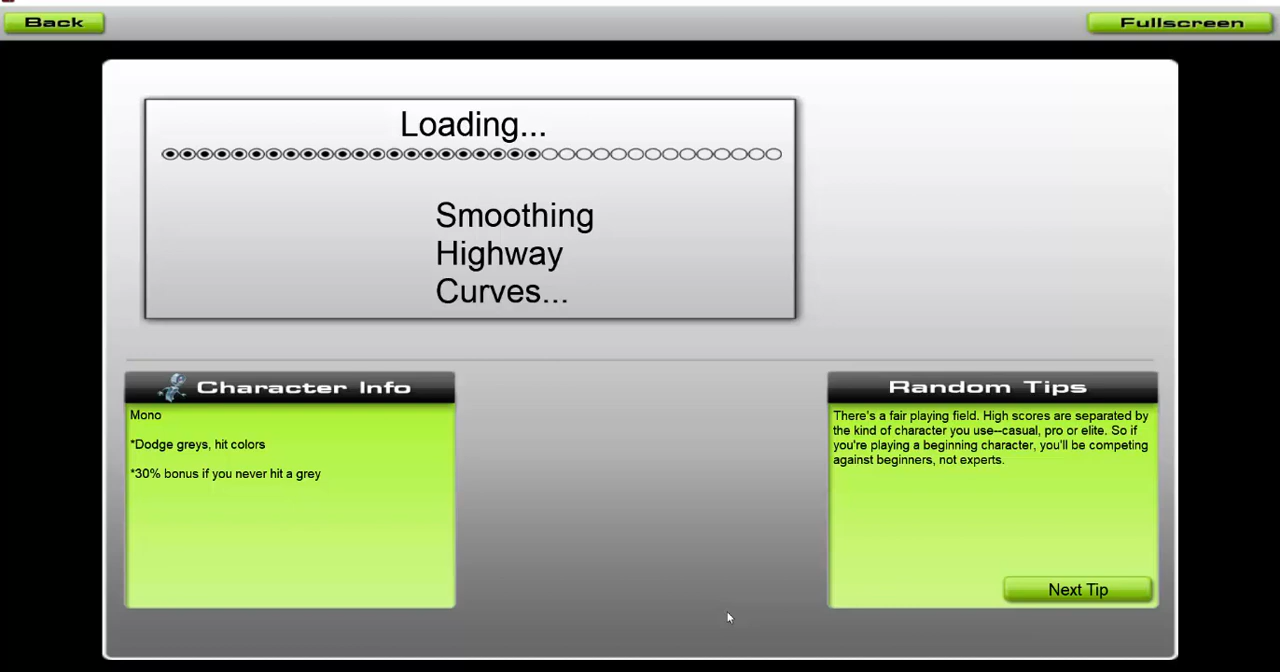 Back
Fullscreen
Loading...
Smoothing
Highway
Curves...
Character Info
Mono
*Dodge greys, hit colors
*30% bonus if you never hit a grey
Random Tips
There's a fair playing field. High scores are separated by
the kind of character you use--casual, pro or elite. So if
you're playing a beginning character, you'll be competing
against beginners, not experts.
Next Tip